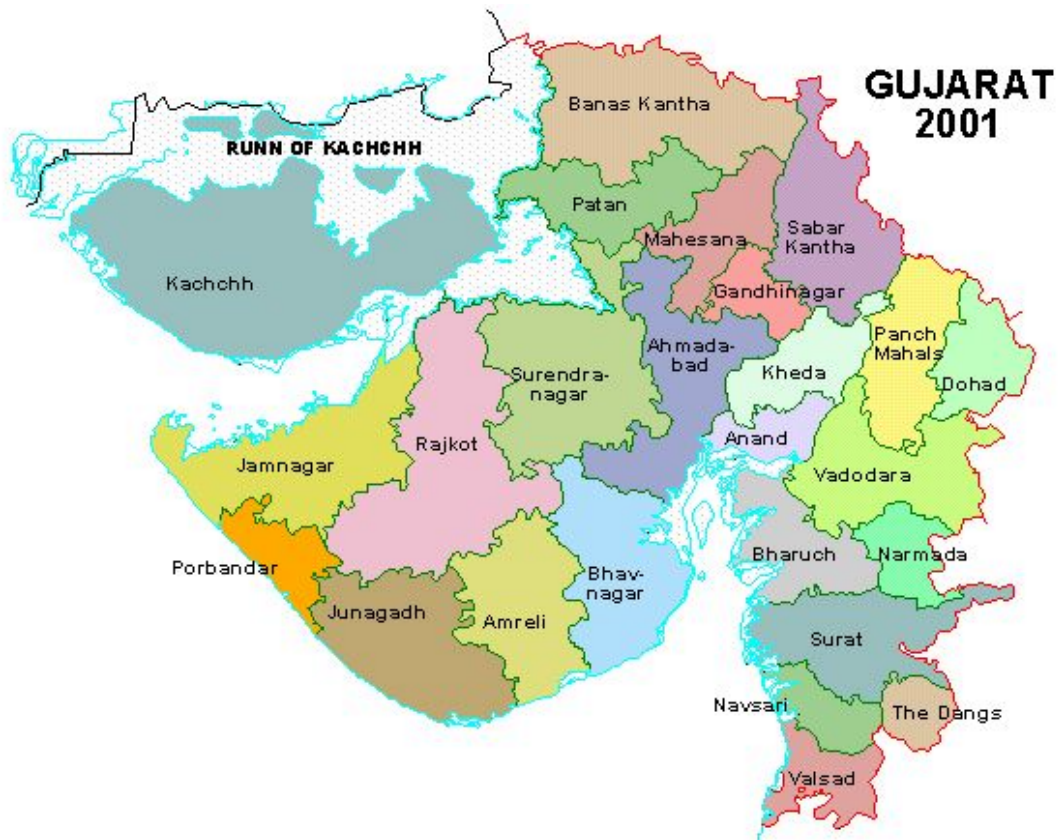 GUJARAT
2001
Banas Kantha
RUNN OF KACHCHH
Patan
Mahesana
Sabar
Kantha
Kachchh
Gandhinagar
Panch
Mahals
Ahmada-
bad
Kheda
Dohad
Surendra-
nagar
Rajkot
Anand
Jamnagar
Vadodara
Porbandar
Bharuch
Narmada
Bhav-
nagar
Junagadh
Amreli
Surat
Navsari
The Dangs
Valsad